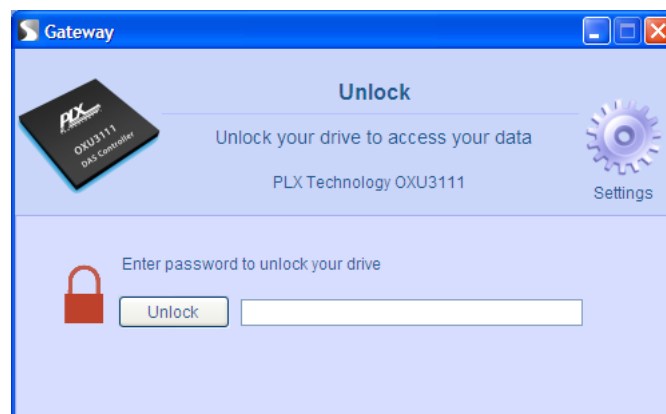 Gateway
PLX
OXU3111
DAS Controller
Unlock
Unlock your drive to access your data
PLX Technology OXU3111
Settings
Enter password to unlock your drive
Unlock